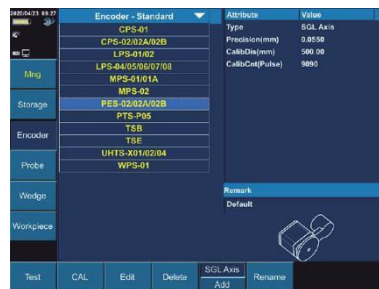 2020/04/23 09:27
Encoder - Standard
Attribute Value
CPS-01
Type SGL Axis
CPS-02/02A/02B
Precision(mm) 0.0550
LPS-01/02
CalibDis(mm) 500.00
LPS-04/05/06/07/08
CalibCnt(Pulse) 9090
Mng
MPS-01/01A
MPS-02
Storage
PES-02/02A/02B
PTS-P05
TSB
Encoder
TSE
UHTS-X01/02/04
Probe
WPS-01
Wedge
Remark
Default
Workpiece
Test CAL Edit Delete SGL Axis Rename
Add